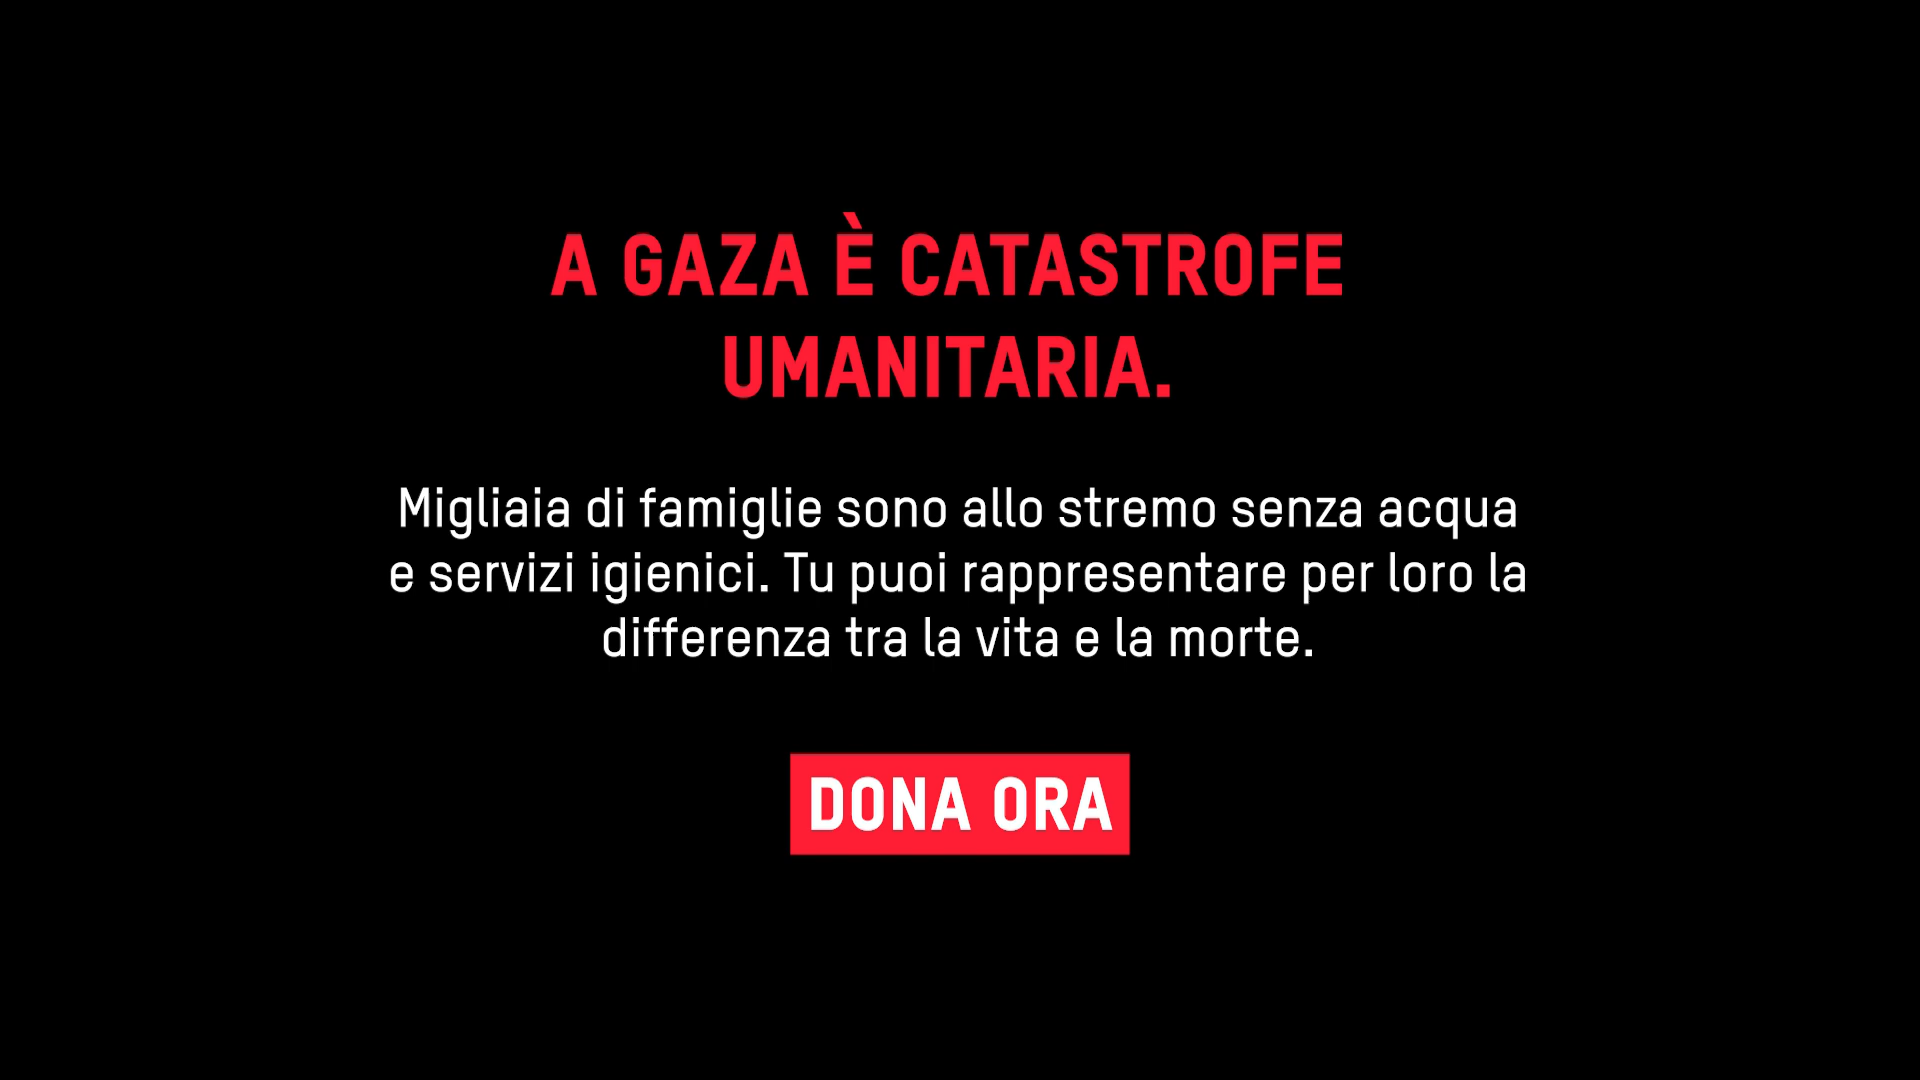 A GAZA È CATASTROFE
UMANITARIA.
Migliaia di famiglie sono allo stremo senza acqua
e servizi igienici. Tu puoi rappresentare per loro la
differenza tra la vita e la morte.
DONA ORA